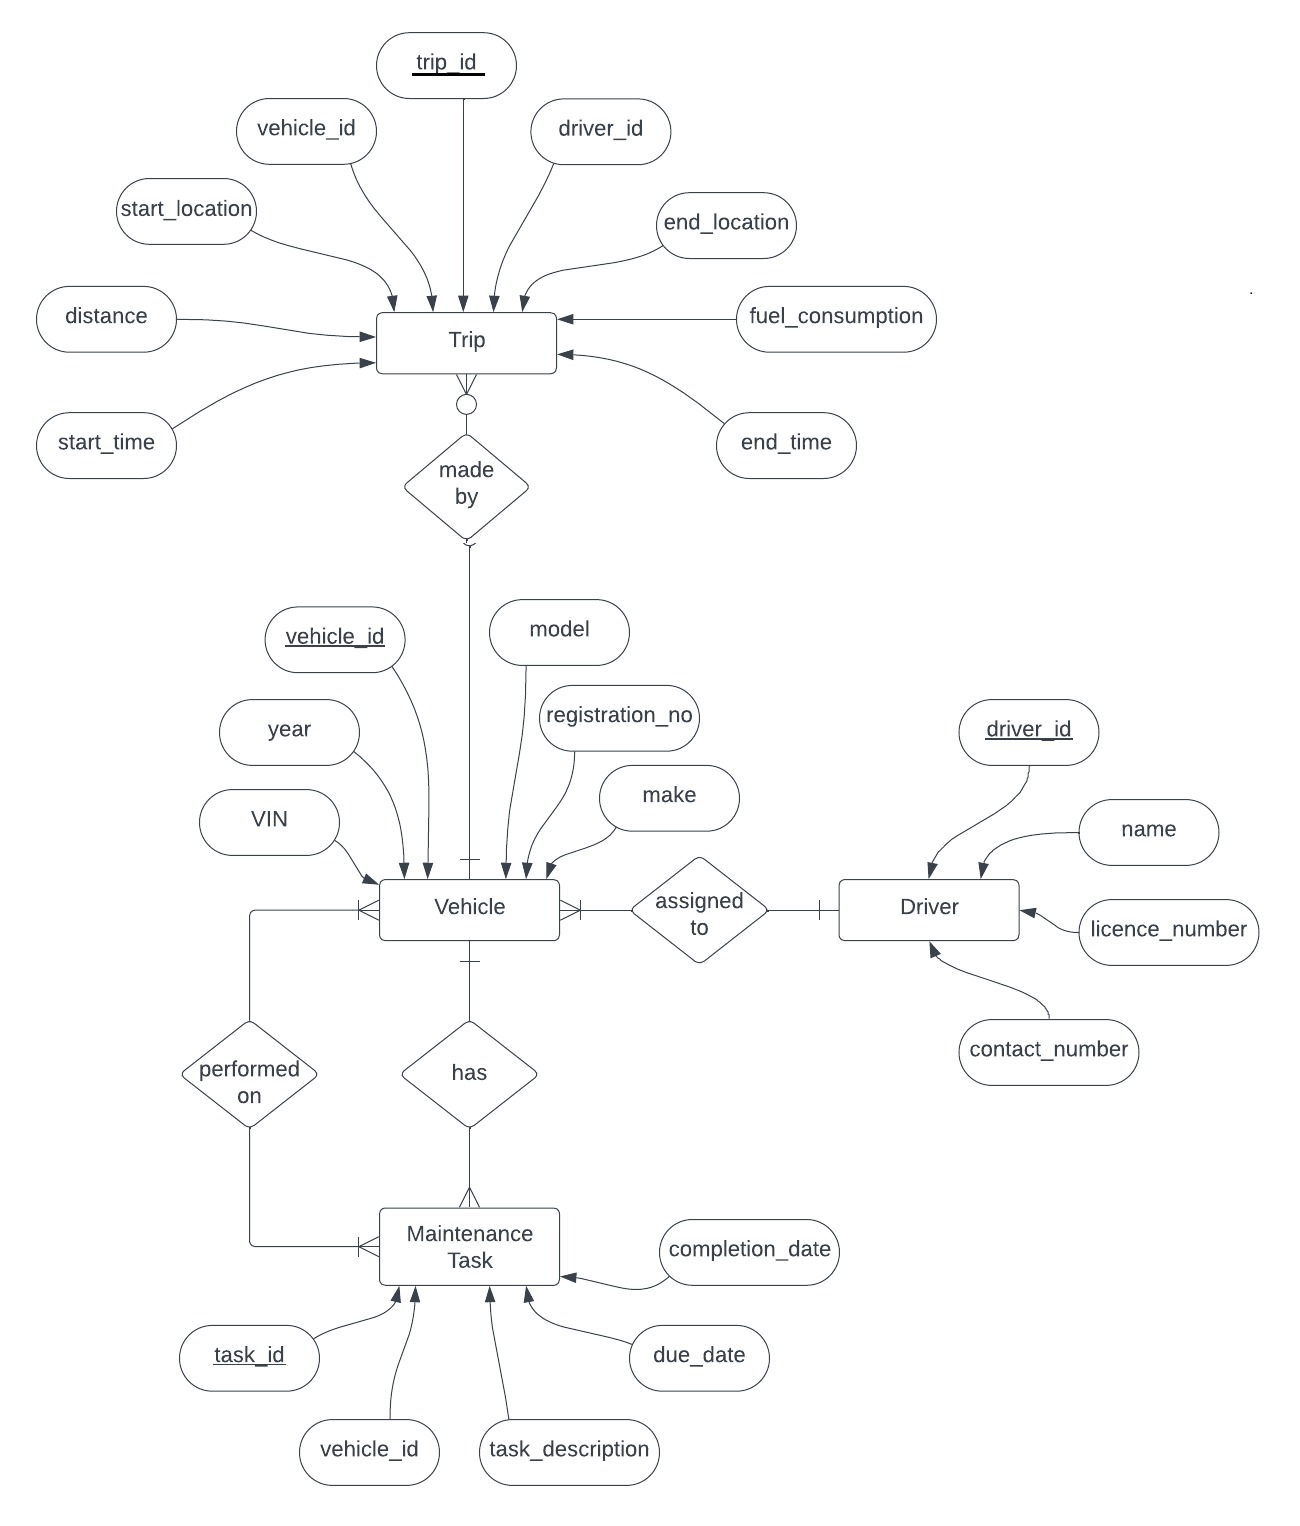 trip_id
vehicle_id
driver_id
start_location
end_location
distance
fuel_consumption
Trip
start_time
end_time
made
by
vehicle_id
model
year
registration_no
driver_id
VIN
make
name
Vehicle
assigned
to
Driver
licence_number
contact_number
performed
on
has
Maintenance
Task
completion_date
task_id
due_date
vehicle_id
task_description